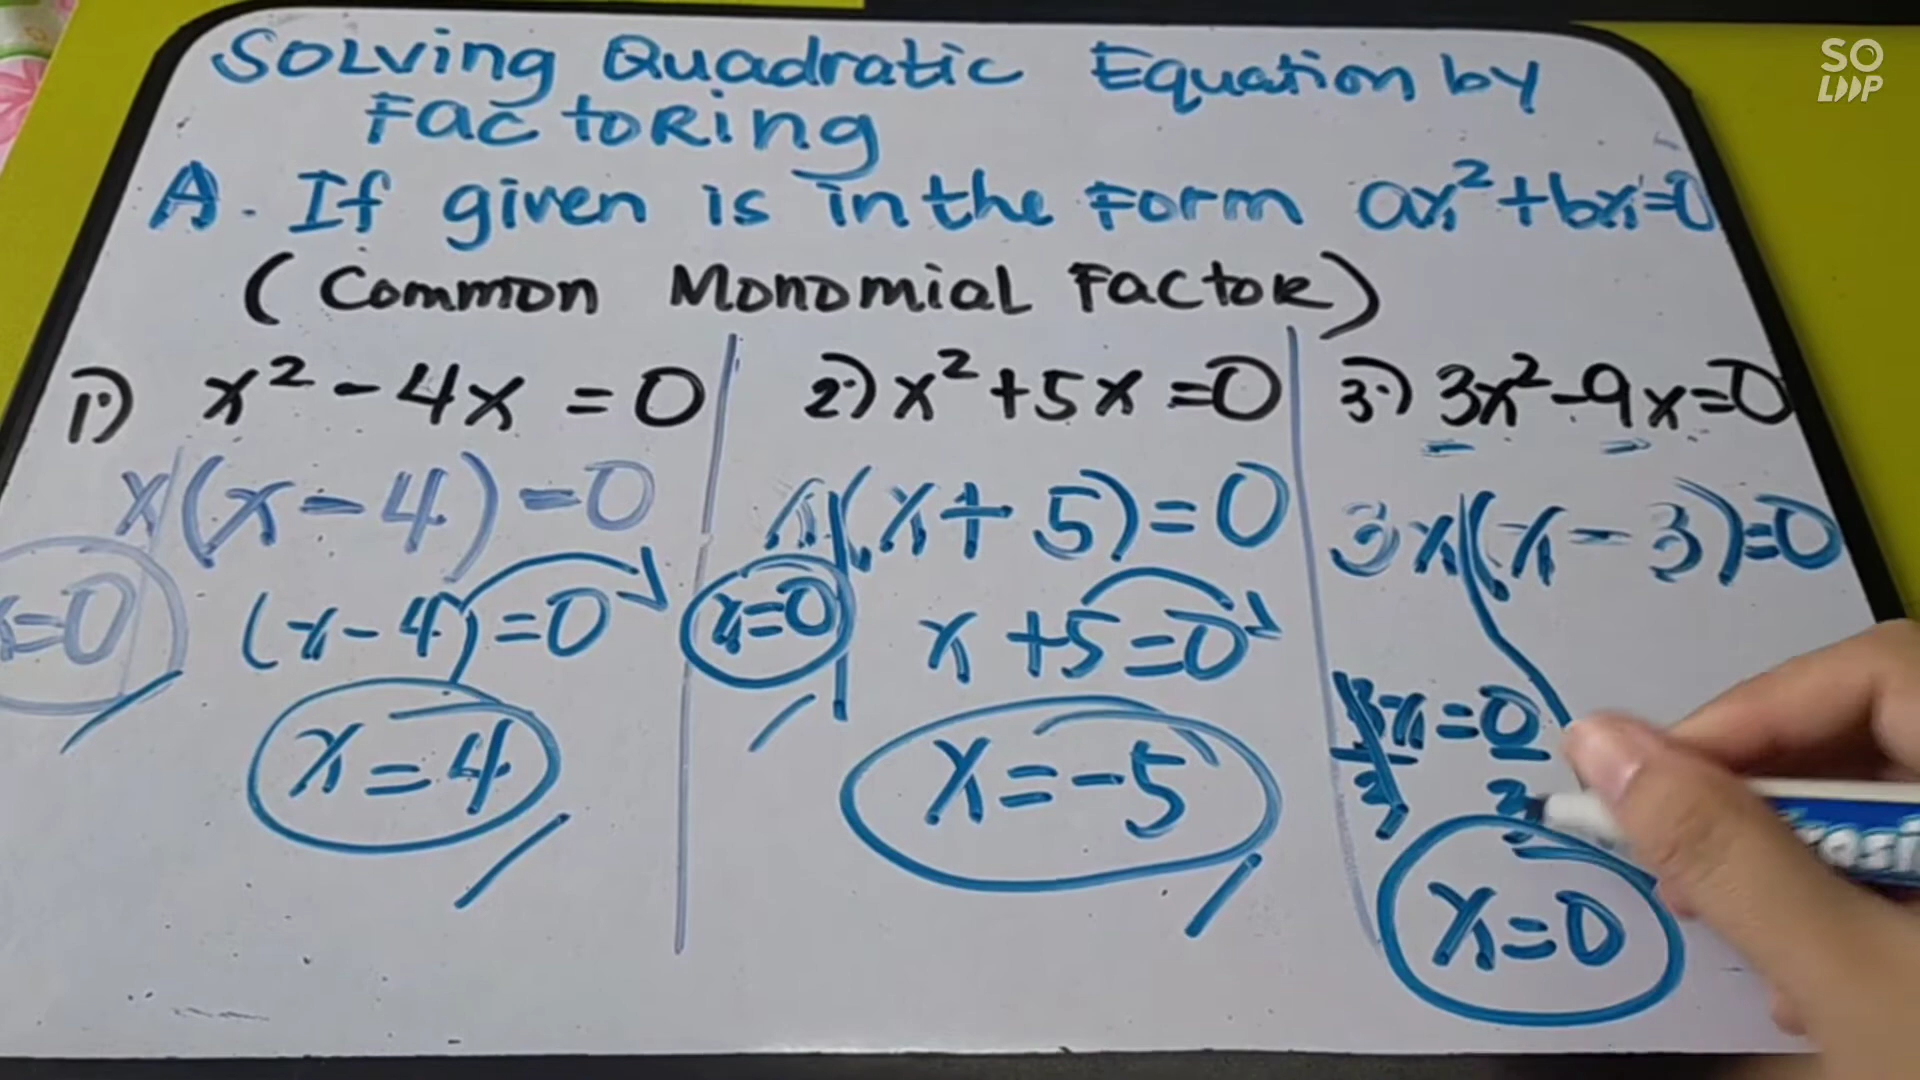 SOLVing Quadratic Equation by
Factoring
A. If given is in the Form ax²+bx=0
(Common Monomial Factor)
1) x² - 4x = 0
x(x-4)=0
x=0
(x-4)=0
x=4
2.) x²+5x=0
x(x+5)=0
x=0
x+5=0
x=-5
3.) 3x²-9x=0
3x(x-3)=0
3x=0
3 3
x=0
SO
LOOP